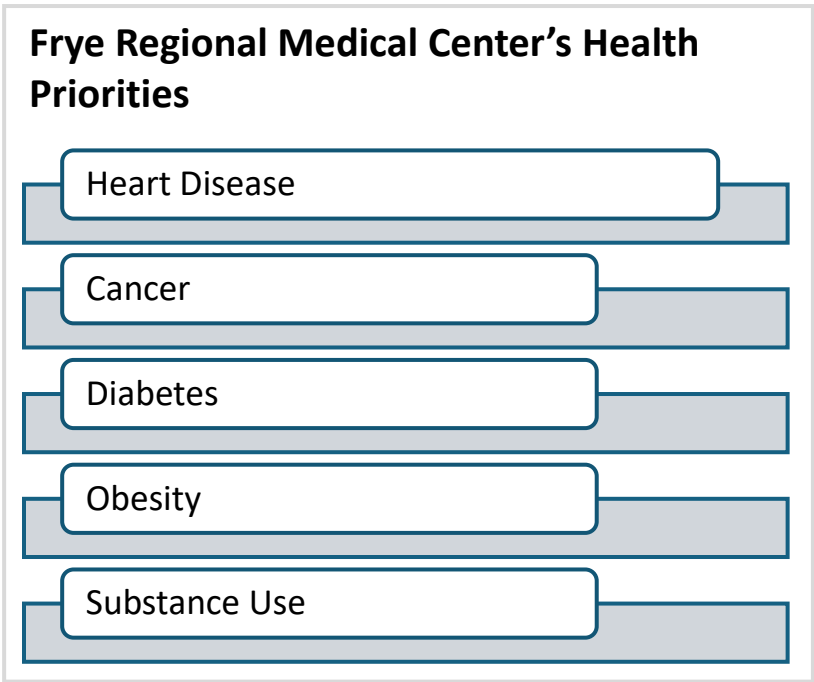 Frye Regional Medical Center’s Health
Priorities
Heart Disease
Cancer
Diabetes
Obesity
Substance Use